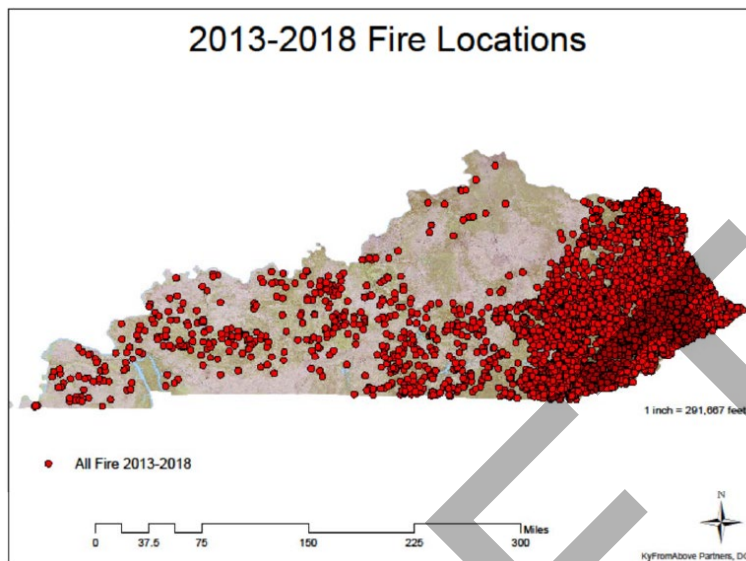 2013-2018 Fire Locations
1 inch = 291,667 feet
All Fire 2013-2018
N
Miles
0 37.5 75 150 225 300
KyFromAbove Partners, DG